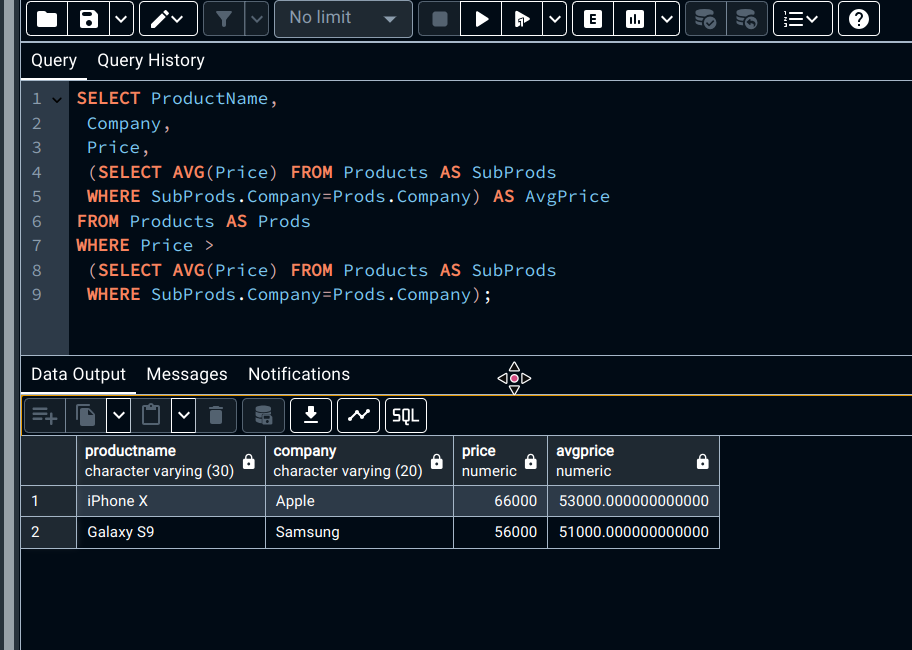 No limit
E
Query Query History
1 SELECT ProductName,
2 Company,
3 Price,
4 (SELECT AVG(Price) FROM Products AS SubProds
5 WHERE SubProds.Company=Prods.Company) AS AvgPrice
6 FROM Products AS Prods
7 WHERE Price >
8 (SELECT AVG(Price) FROM Products AS SubProds
9 WHERE SubProds.Company=Prods.Company);
Data Output Messages Notifications
SQL
productname company price avgprice
character varying (30) character varying (20) numeric numeric
1 iPhone X Apple 66000 53000.000000000000
2 Galaxy S9 Samsung 56000 51000.000000000000